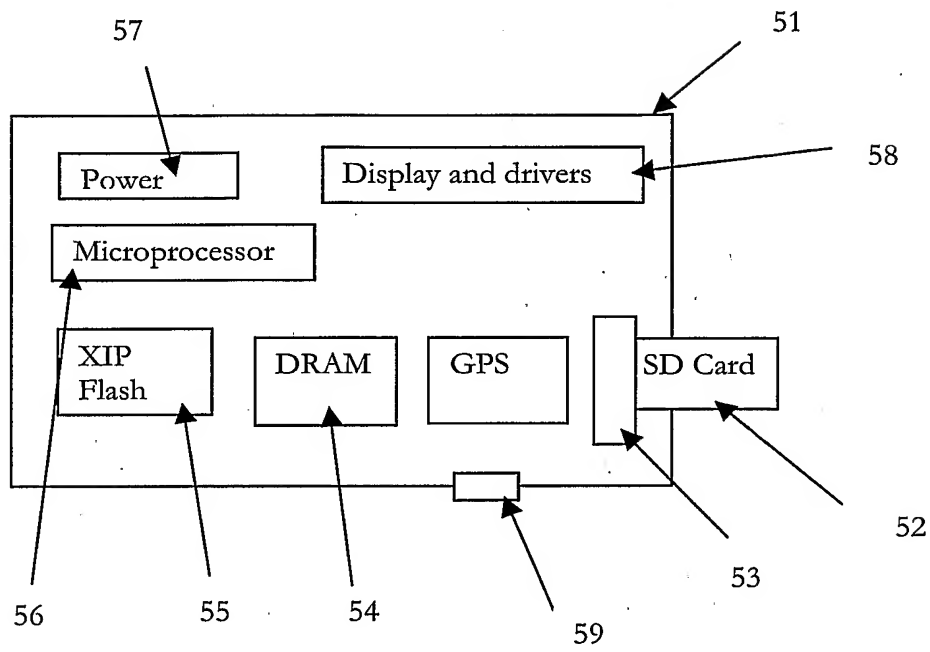 57
51
Power
Display and drivers
58
Microprocessor
XIP
Flash
DRAM
GPS
SD Card
52
53
56
55
54
59